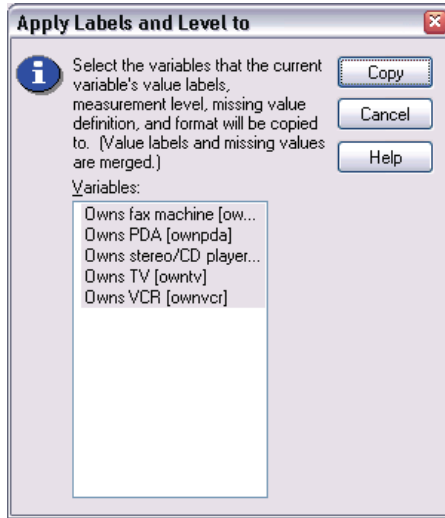 Apply Labels and Level to
Select the variables that the current
variable's value labels,
measurement level, missing value
definition, and format will be copied
to. (Value labels and missing values
are merged.)
Copy
Cancel
Help
Variables:
Owns fax machine [ow...
Owns PDA [ownpda]
Owns stereo/CD player...
Owns TV [owntv]
Owns VCR [ownvcr]